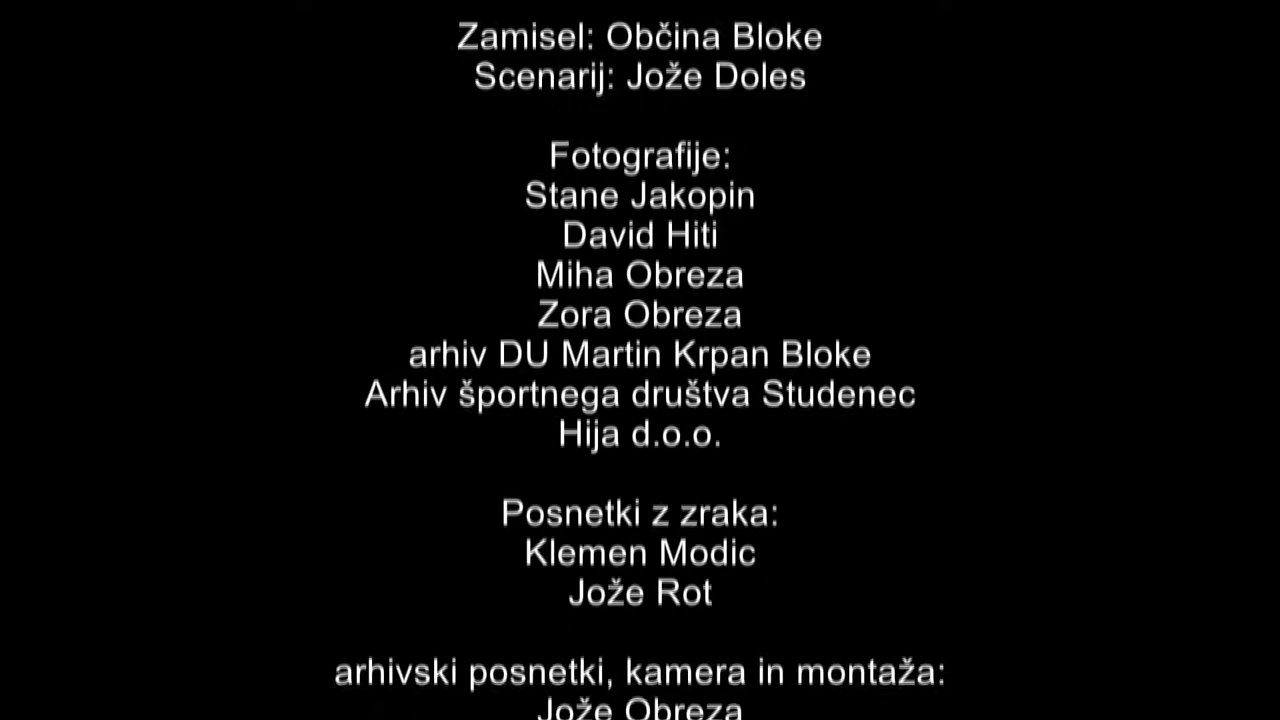 Zamisel: Občina Bloke
Scenarij: Jože Doles
Fotografije:
Stane Jakopin
David Hiti
Miha Obreza
Zora Obreza
arhiv DU Martin Krpan Bloke
Arhiv športnega društva Studenec
Hija d.o.o.
Posnetki z zraka:
Klemen Modic
Jože Rot
arhivski posnetki, kamera in montaža:
Jože Obreza